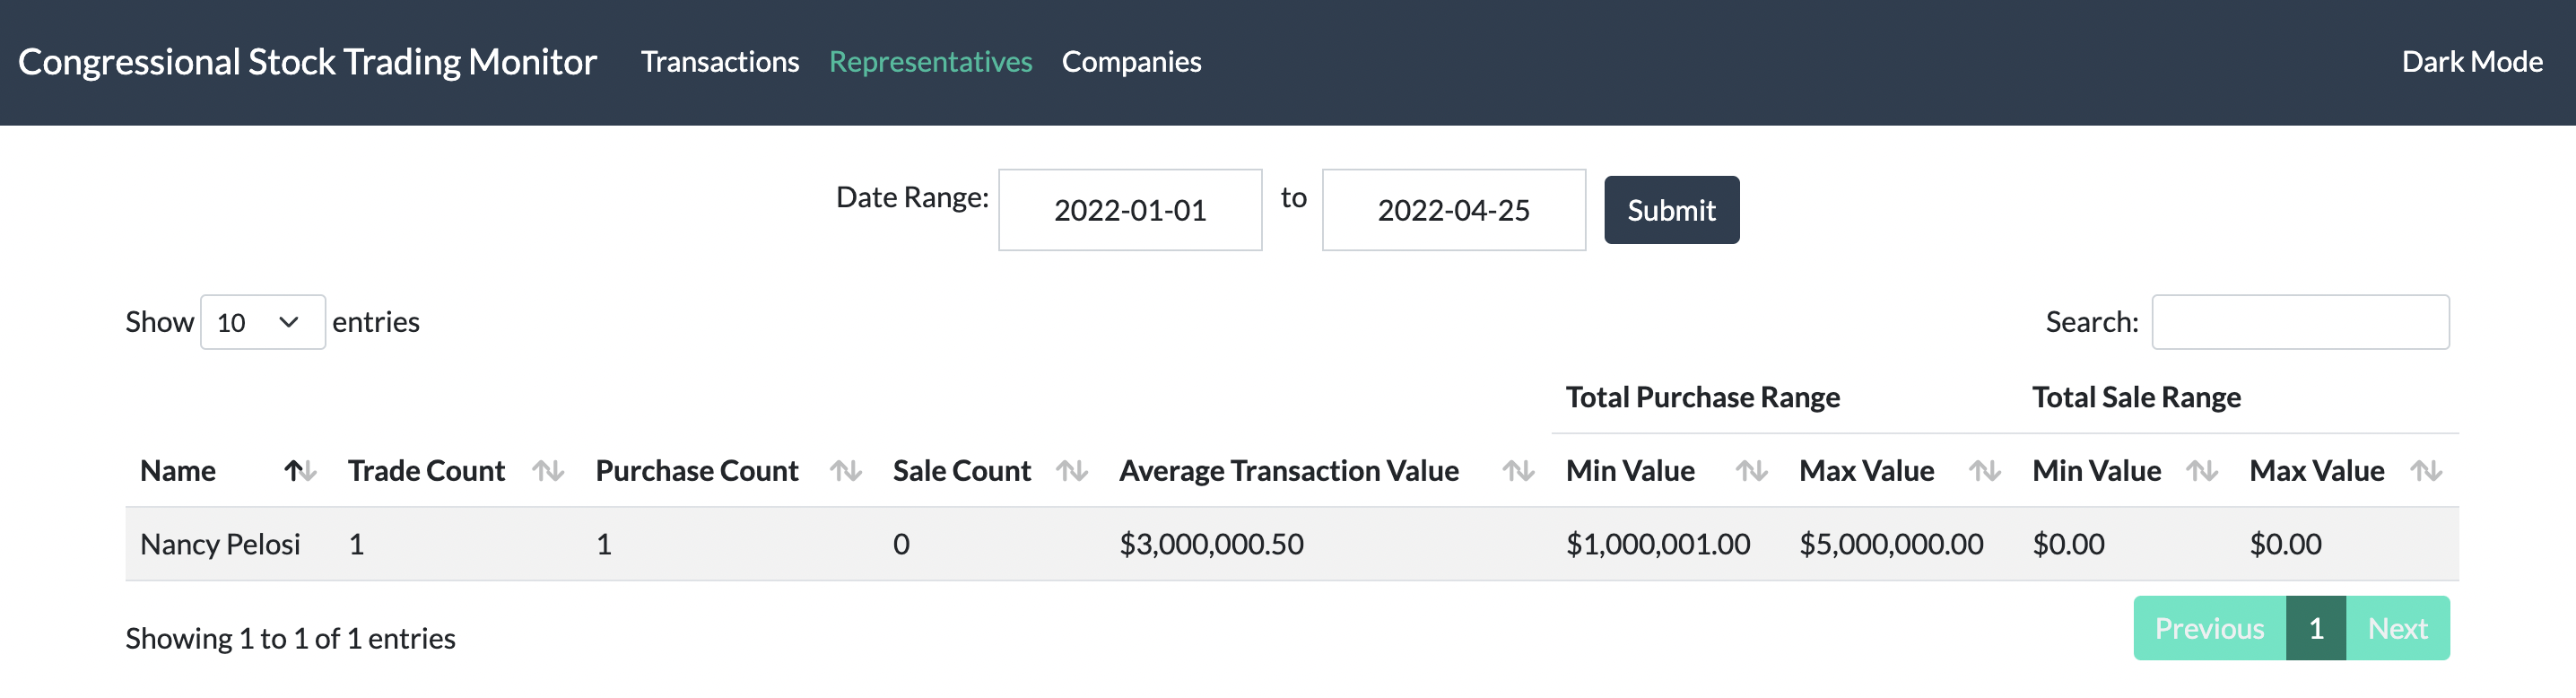 Congressional Stock Trading Monitor Transactions Representatives Companies Dark Mode
Date Range: 2022-01-01 to 2022-04-25 Submit
Show 10 entries Search:
Total Purchase Range Total Sale Range
Name Trade Count Purchase Count Sale Count Average Transaction Value Min Value Max Value Min Value Max Value
Nancy Pelosi 1 1 0 $3,000,000.50 $1,000,001.00 $5,000,000.00 $0.00 $0.00
Showing 1 to 1 of 1 entries Previous 1 Next